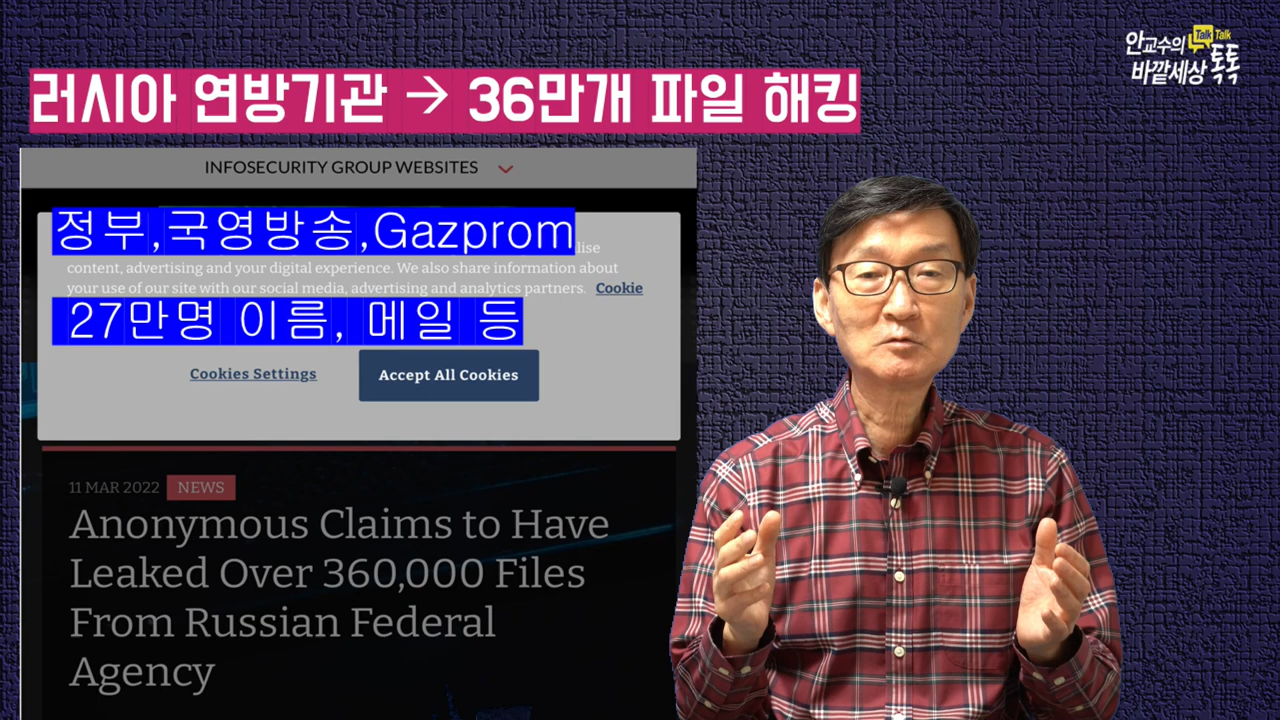 안교수의 Talk Talk
바깥세상 톡톡
러시아 연방기관 → 36만개 파일 해킹
INFOSECURITY GROUP WEBSITES
정부,국영방송,Gazprom
lise
content, advertising and your digital experience. We also share information about
your use of our site with our social media, advertising and analytics partners. Cookie
27만명 이름, 메일 등
Cookies Settings
Accept All Cookies
11 MAR 2022 NEWS
Anonymous Claims to Have
Leaked Over 360,000 Files
From Russian Federal
Agency